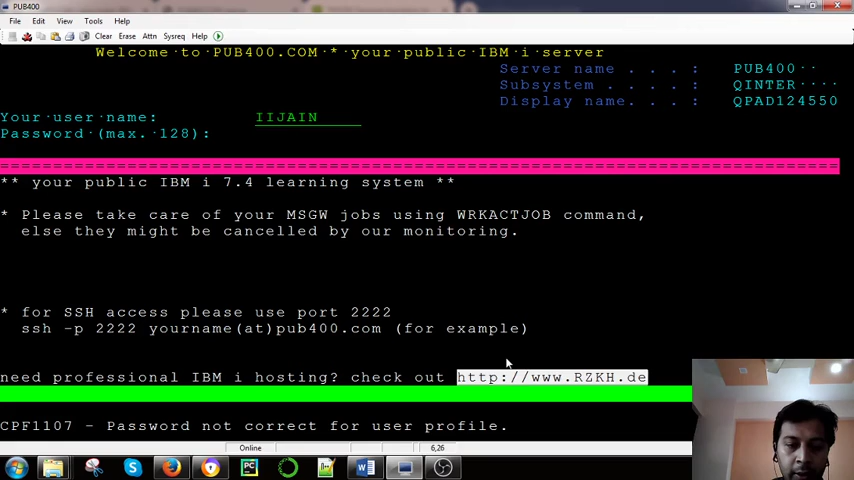 PUB400
File Edit View Tools Help
Clear Erase Attn Sysreq Help
Welcome·to·PUB400.COM·*·your·public·IBM·i·server
Server name . . . : PUB400··
Subsystem . . . . : QINTER····
Display name. . . : QPAD124550
Your·user·name: IIJAIN
Password·(max.·128):
** your public IBM i 7.4 learning system **
* Please take care of your MSGW jobs using WRKACTJOB command,
else they might be cancelled by our monitoring.
* for SSH access please use port 2222
ssh -p 2222 yourname(at)pub400.com (for example)
need professional IBM i hosting? check out http://www.RZKH.de
CPF1107 - Password not correct for user profile.
Online 6,26